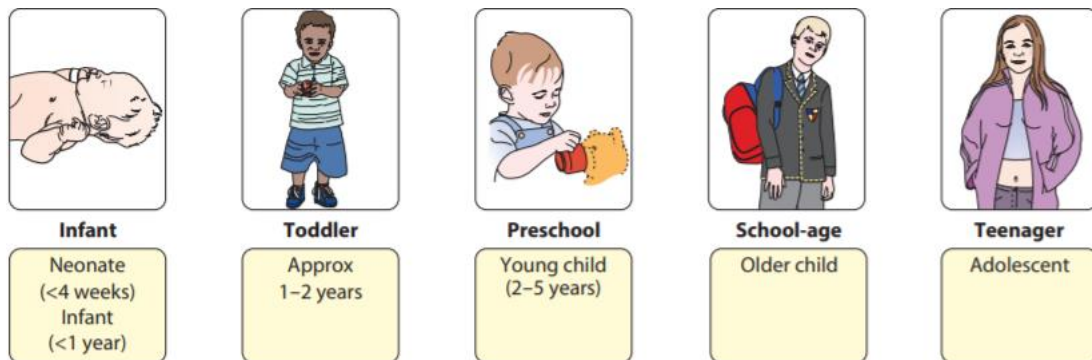 Infant
Neonate
(<4 weeks)
Infant
(<1 year)
Toddler
Approx
1–2 years
Preschool
Young child
(2–5 years)
School-age
Older child
Teenager
Adolescent